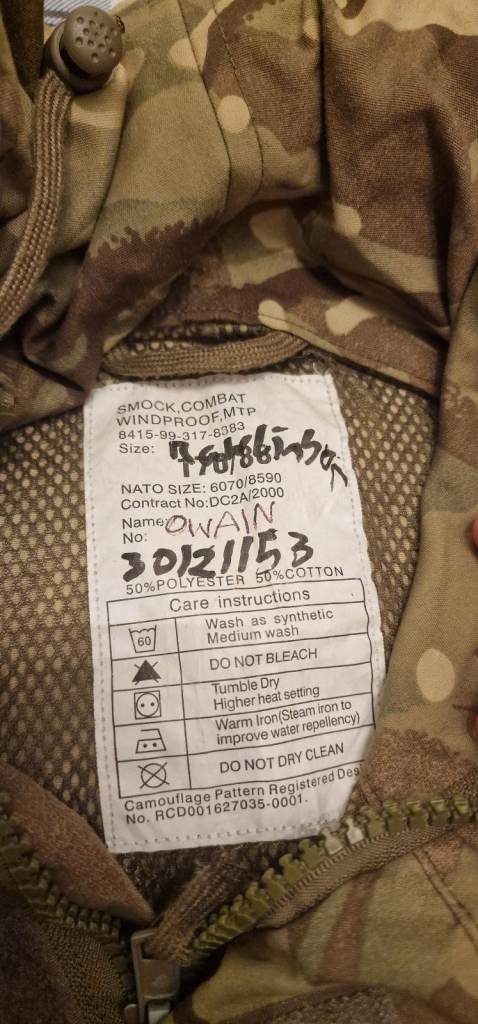 SMOCK,COMBAT
WINDPROOF,MTP
8415-99-317-8383
Size:
NATO SIZE: 6070/8590
Contract No:DC2A/2000
Name: OWAIN
No:
30121153
50%POLYESTER 50%COTTON
Care instructions
60 Wash as synthetic
Medium wash
DO NOT BLEACH
Tumble Dry
Higher heat setting
Warm Iron(Steam iron to
improve water repellency)
DO NOT DRY CLEAN
Camouflage Pattern Registered Des
No. RCD001627035-0001.